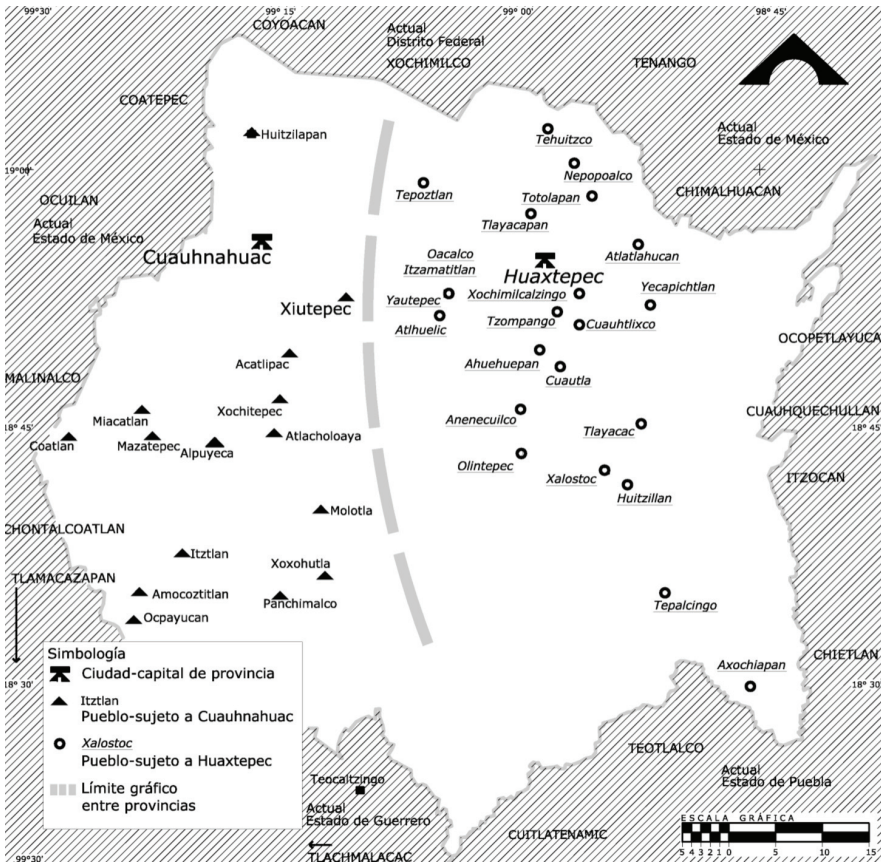 99°30'
99° 15'
99° 00'
98° 45'
COYOACAN
Actual
Distrito Federal
XOCHIMILCO
TENANGO
COATEPEC
Huitzilapan
Tehuitzco
Actual
Estado de México
19°00'
Nepopoalco
Tepoztlan
Totolapan
CHIMALHUACAN
OCUILAN
Actual
Estado de México
Tlayacapan
Cuauhnahuac
Oacalco
Itzamatitlan
Huaxtepec
Atlatlahucan
Xiutepec
Yautepec
Xochimilcalzingo
Yecapichtlan
Atlhuelic
Tzompango
Cuauhtlixco
OCOPETLAYUCA
Acatlipac
Ahuehuepan
Cuautla
MALINALCO
Miacatlan
Xochitepec
Anenecuilco
Tlayacac
CUAUHQUECHULLAN
18° 45'
18° 45'
Coatlan
Mazatepec
Alpuyeca
Atlacholoaya
Olintepec
Xalostoc
Huitzillan
ITZOCAN
Molotla
CHONTALCOATLAN
Itztlan
Xoxohutla
TLAMACAZAPAN
Amocoztitlan
Panchimalco
Tepalcingo
Ocpayucan
CHIETLAN
Axochiapan
18° 30'
18° 30'
Simbología
Ciudad-capital de provincia
Itztlan
Pueblo-sujeto a Cuauhnahuac
Xalostoc
Pueblo-sujeto a Huaxtepec
Límite gráfico
entre provincias
TEOTLALCO
Actual
Estado de Puebla
Teocaltzingo
Actual
Estado de Guerrero
CUITLATENAMIC
TLACHMALACAC
99°30'
ESCALA GRÁFICA
5 4 3 2 1 0 5 10 15